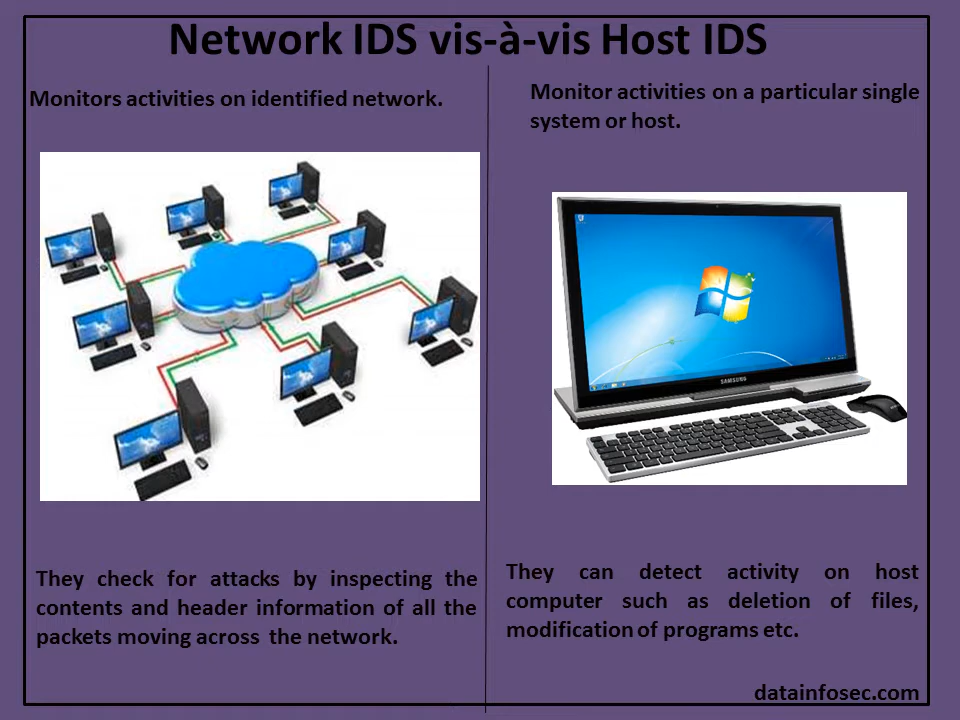 Network IDS vis-à-vis Host IDS
Monitors activities on identified network.
Monitor activities on a particular single
system or host.
SAMSUNG
They check for attacks by inspecting the
contents and header information of all the
packets moving across the network.
They can detect activity on host
computer such as deletion of files,
modification of programs etc.
datainfosec.com